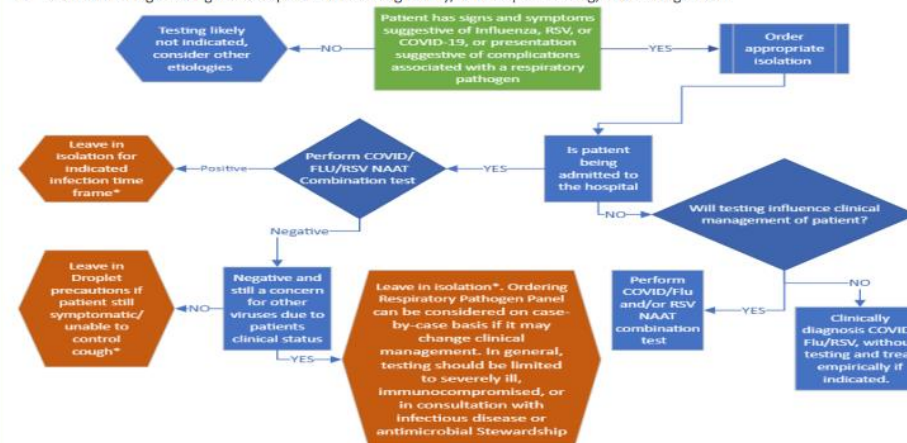 Testing likely
not indicated,
consider other
etiologies
NO
Patient has signs and symptoms
suggestive of Influenza, RSV, or
COVID-19, or presentation
suggestive of complications
associated with a respiratory
pathogen
YES
Order
appropriate
isolation
Leave in
isolation for
indicated
infection time
frame*
Positive
Perform COVID/
FLU/RSV NAAT
Combination test
YES
Is patient
being
admitted to
the hospital
NO
Will testing influence clinical
management of patient?
Negative
Leave in
Droplet
precautions if
patient still
symptomatic/
unable to
control
cough*
NO
Negative and
still a concern
for other
viruses due to
patients
clinical status
YES
Leave in isolation*. Ordering
Respiratory Pathogen Panel
can be considered on case-
by-case basis if it may
change clinical
management. In general,
testing should be limited
to severely ill,
immunocompromised, or
in consultation with
infectious disease or
antimicrobial Stewardship
Perform
COVID/Flu
and/or RSV
NAAT
combination
test
YES
NO
Clinically
diagnosis COVID
Flu/RSV, without
testing and treat
empirically if
indicated.